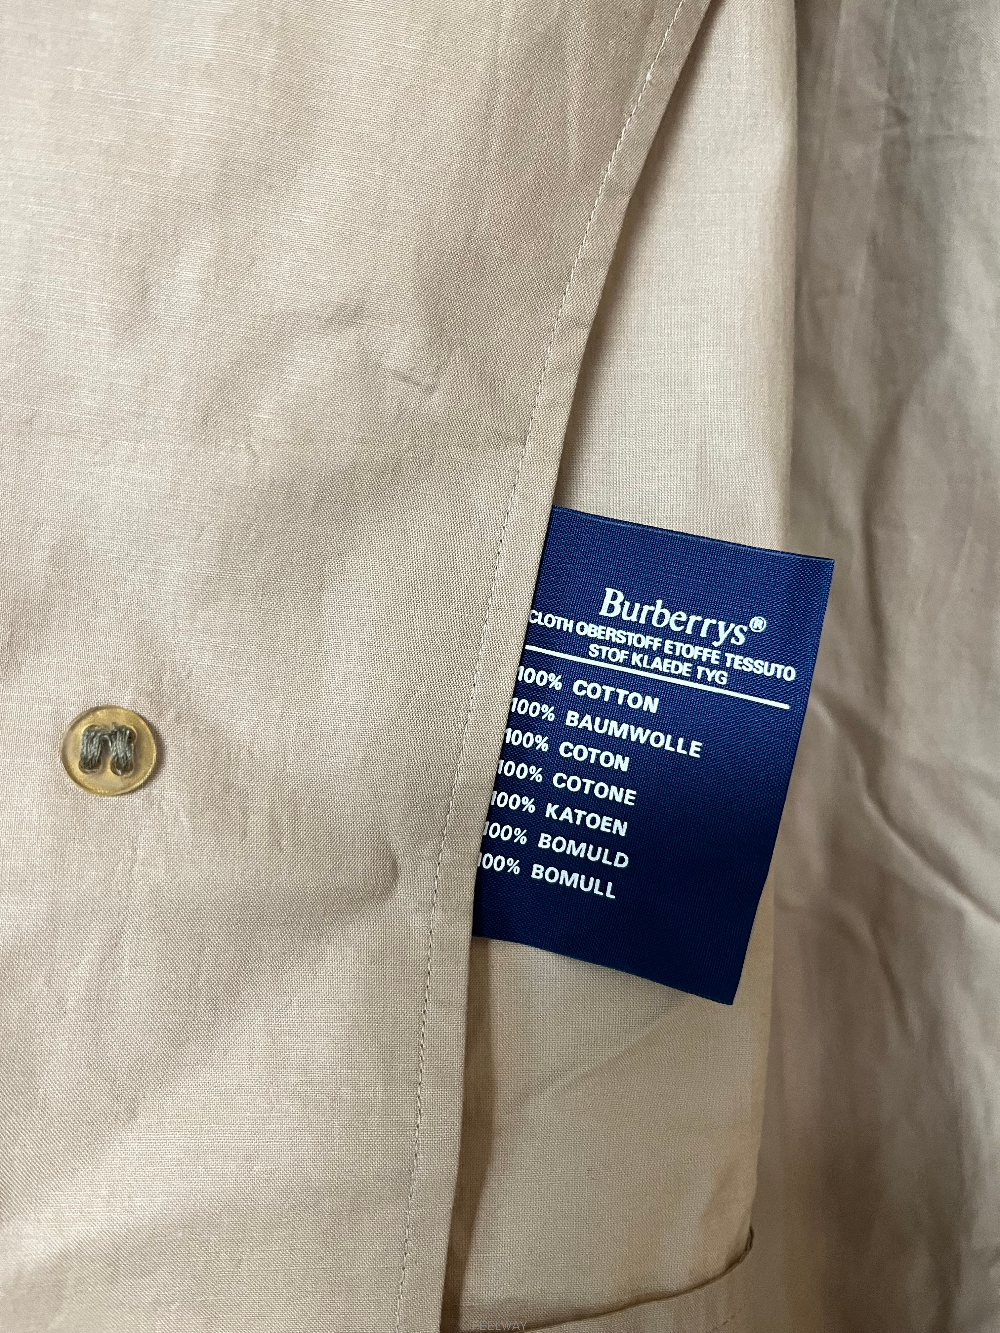 Burberrys®
CLOTH OBERSTOFF ETOFFE TESSUTO
STOF KLAEDE TYG
100% COTTON
100% BAUMWOLLE
100% COTON
100% COTONE
100% KATOEN
100% BOMULD
100% BOMULL
FEELWAY